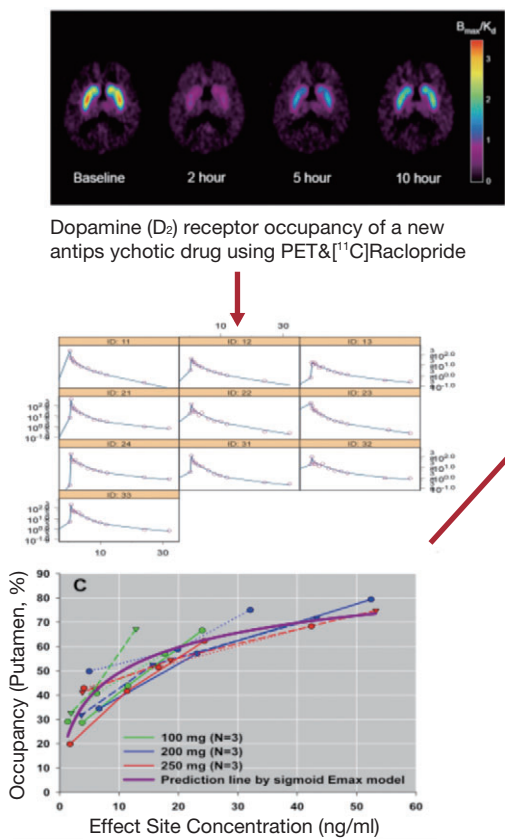 Bmax/Kd
3
2
1
0
Baseline 2 hour 5 hour 10 hour
Dopamine (D₂) receptor occupancy of a new
antips ychotic drug using PET&[¹¹C]Raclopride
10 30
ID: 11 ID: 12 ID: 13
ID: 21 ID: 22 ID: 23
ID: 24 ID: 31 ID: 32
ID: 33
10 30
C
Occupancy (Putamen, %)
90
80
70
60
50
40
30
20
10
0
100 mg (N=3)
200 mg (N=3)
250 mg (N=3)
Prediction line by sigmoid Emax model
0 10 20 30 40 50 60
Effect Site Concentration (ng/ml)